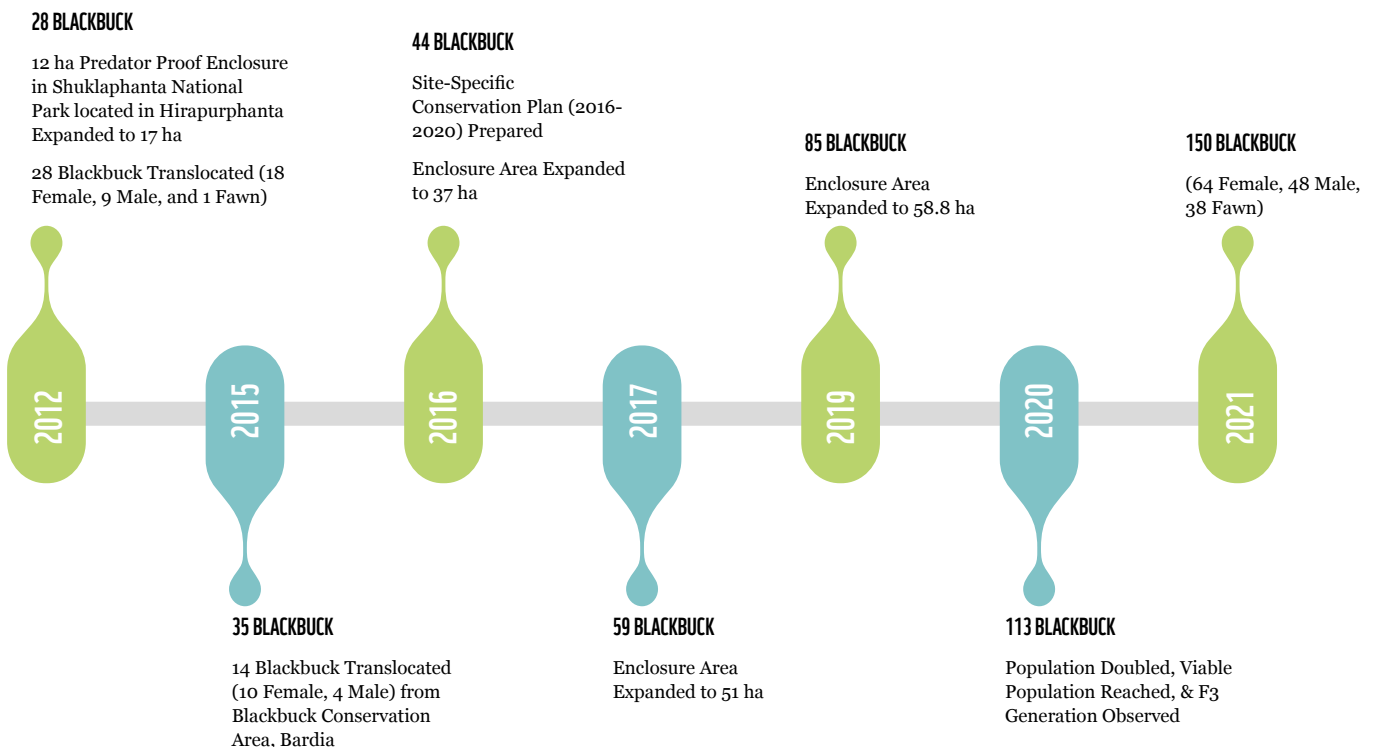 28 BLACKBUCK
12 ha Predator Proof Enclosure
in Shuklaphanta National
Park located in Hirapurphanta
Expanded to 17 ha
28 Blackbuck Translocated (18
Female, 9 Male, and 1 Fawn)
2012
2015
35 BLACKBUCK
14 Blackbuck Translocated
(10 Female, 4 Male) from
Blackbuck Conservation
Area, Bardia
44 BLACKBUCK
Site-Specific
Conservation Plan (2016-
2020) Prepared
Enclosure Area Expanded
to 37 ha
2016
2017
59 BLACKBUCK
Enclosure Area
Expanded to 51 ha
85 BLACKBUCK
Enclosure Area
Expanded to 58.8 ha
2019
2020
113 BLACKBUCK
Population Doubled, Viable
Population Reached, & F3
Generation Observed
150 BLACKBUCK
(64 Female, 48 Male,
38 Fawn)
2021